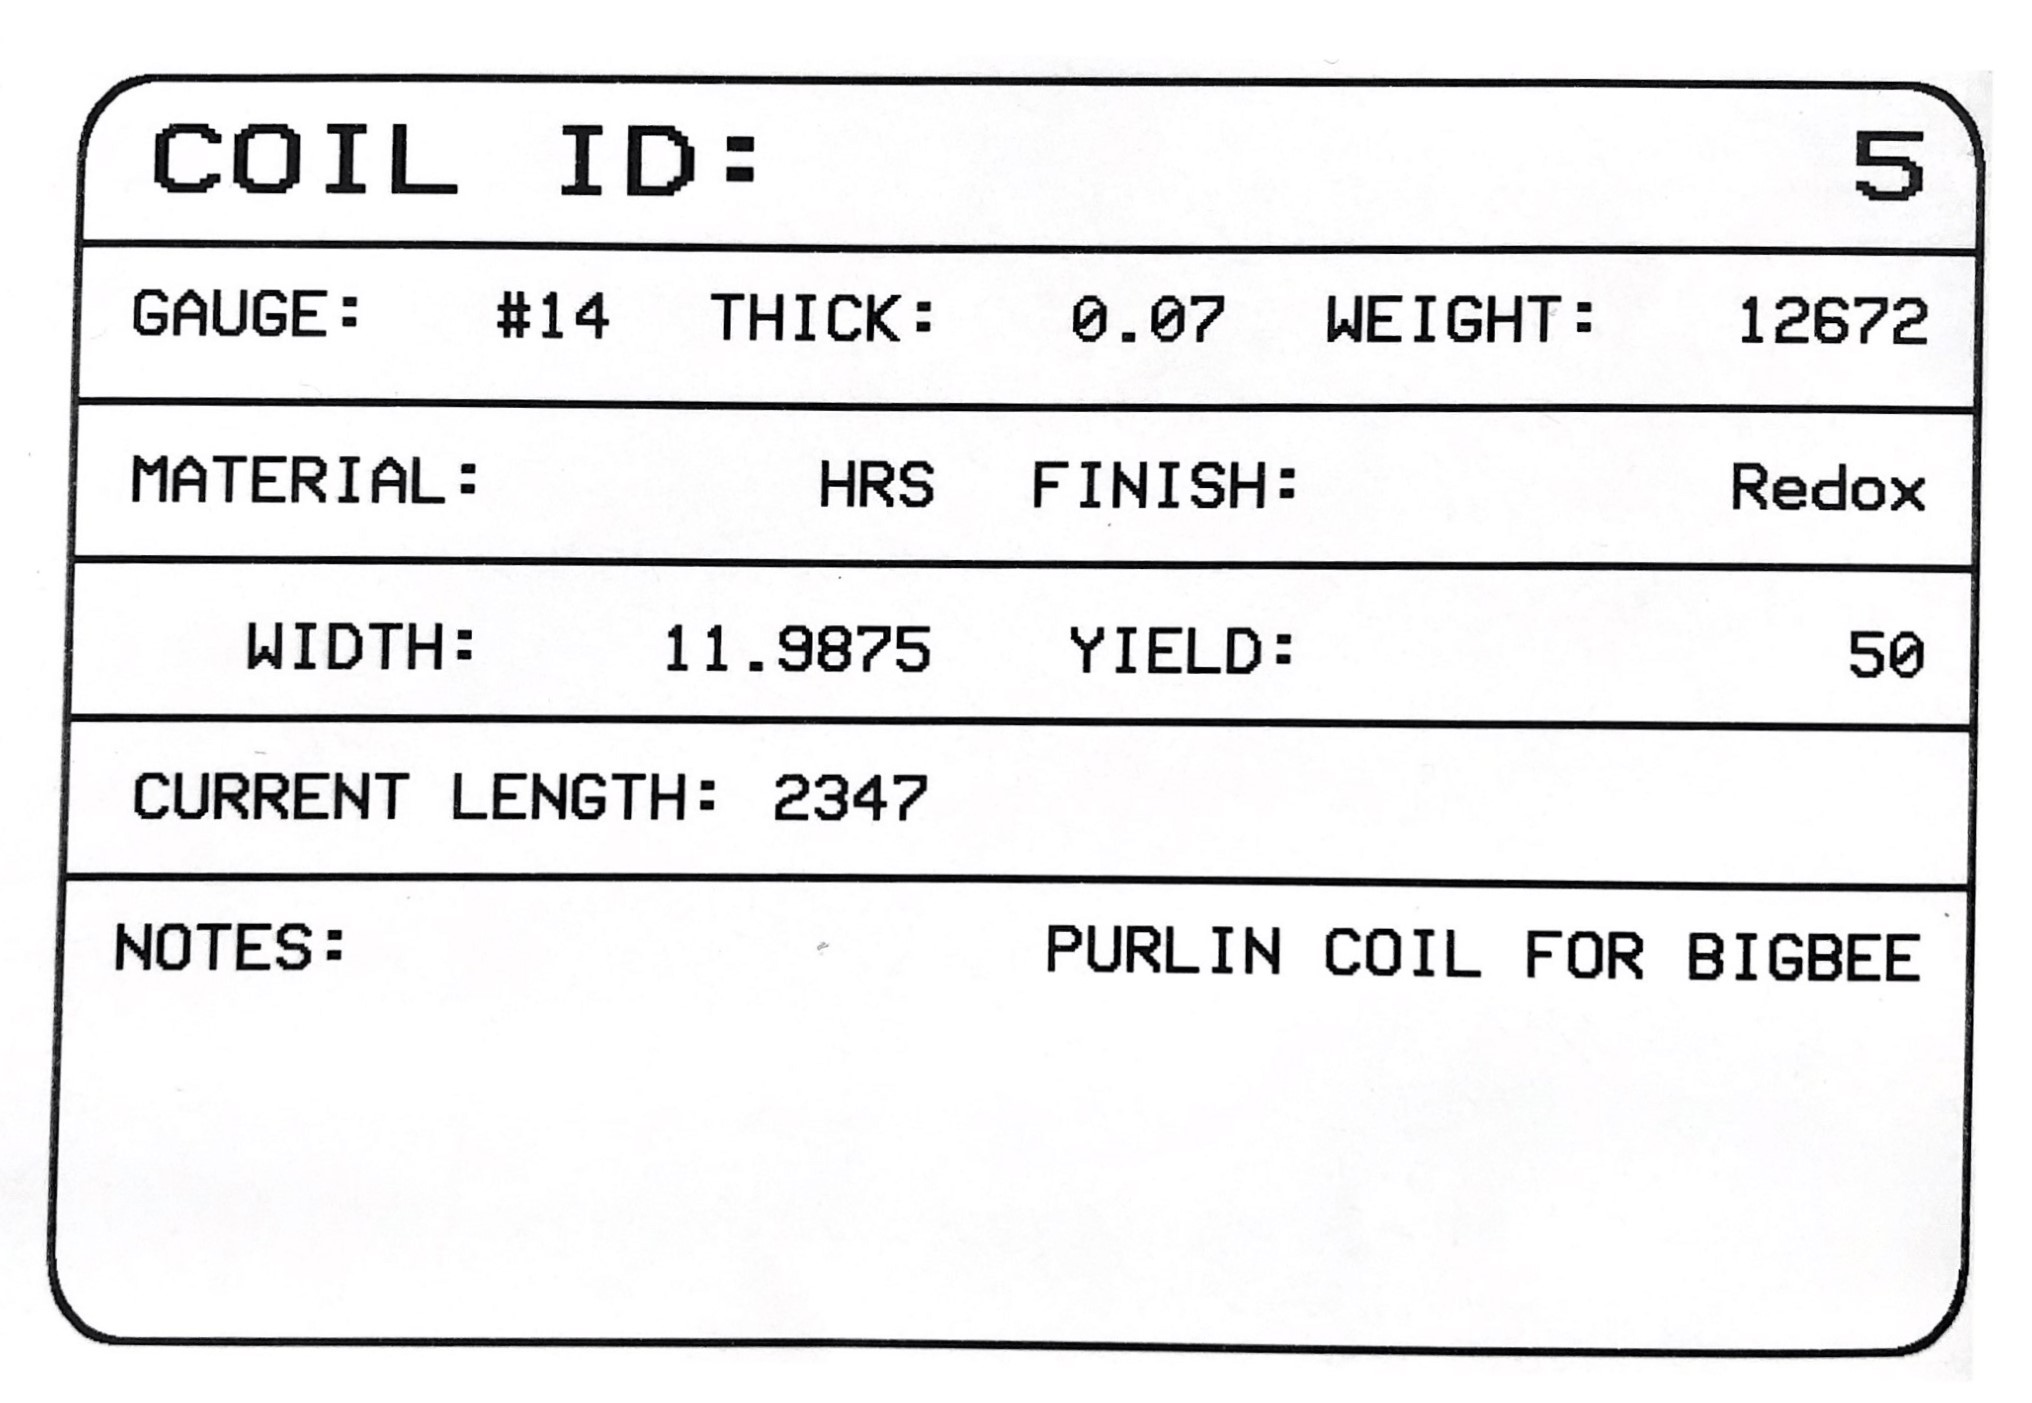 COIL ID: 5
GAUGE: #14 THICK: 0.07 WEIGHT: 12672
MATERIAL: HRS FINISH: Redox
WIDTH: 11.9875 YIELD: 50
CURRENT LENGTH: 2347
NOTES: PURLIN COIL FOR BIGBEE